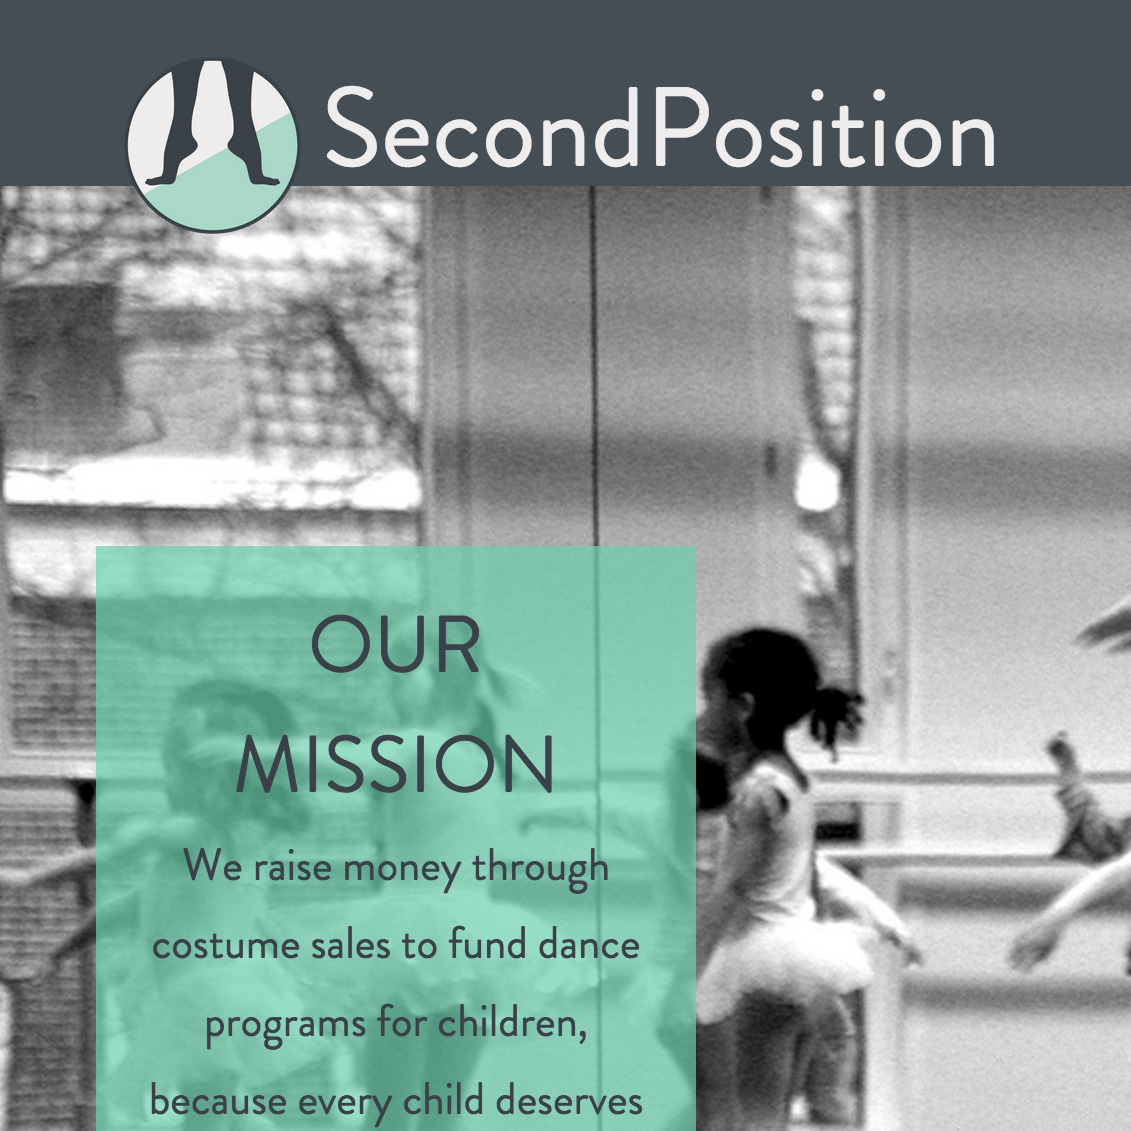 SecondPosition
OUR
MISSION
We raise money through
costume sales to fund dance
programs for children,
because every child deserves